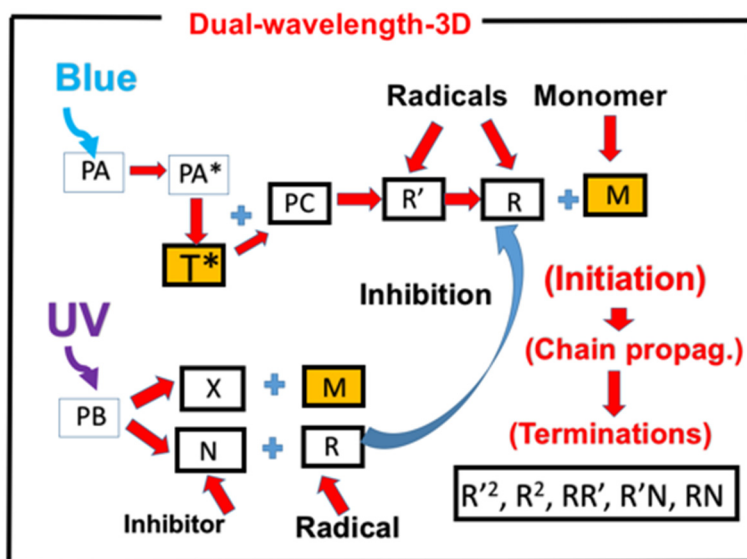 Dual-wavelength-3D
Blue
Radicals Monomer
PA PA* PC R' R + M
+
T*
Inhibition
(Initiation)
(Chain propag.)
(Terminations)
UV
PB
X + M
N + R
Inhibitor Radical
R'², R², RR', R'N, RN